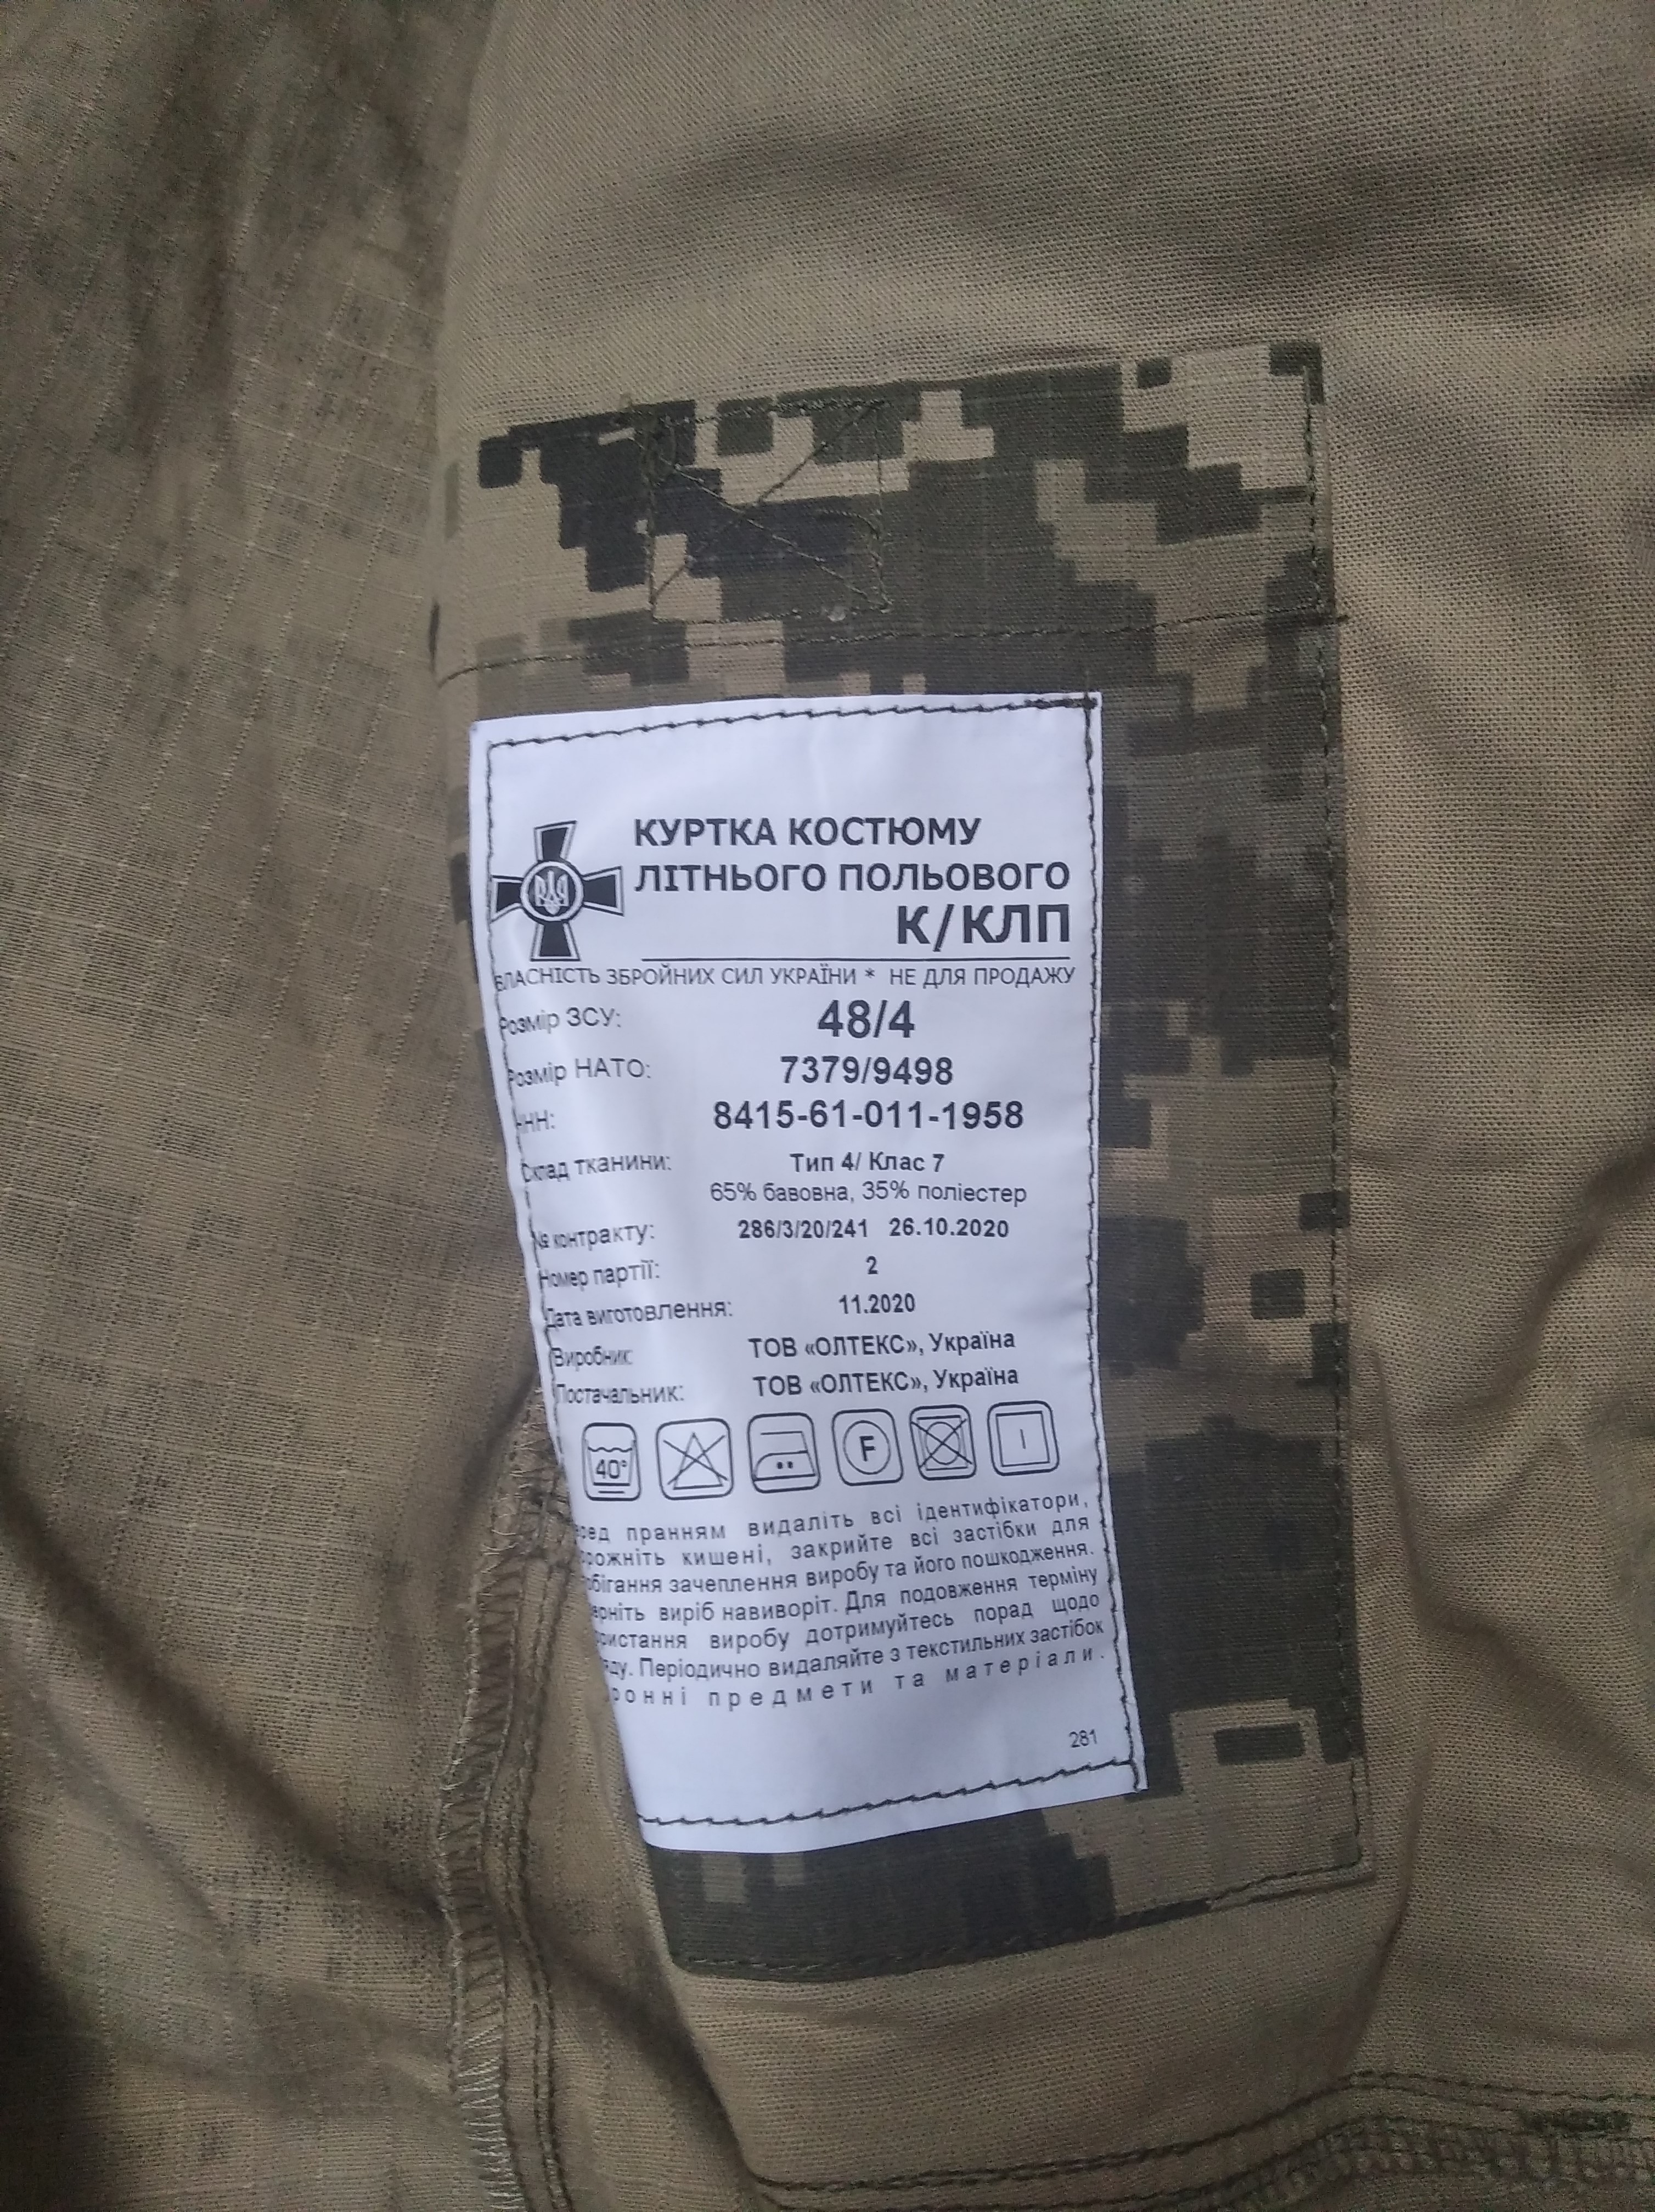 КУРТКА КОСТЮМУ
ЛІТНЬОГО ПОЛЬОВОГО
К/КЛП
ВЛАСНІСТЬ ЗБРОЙНИХ СИЛ УКРАЇНИ * НЕ ДЛЯ ПРОДАЖУ
Розмір ЗСУ: 48/4
Розмір НАТО: 7379/9498
ННН: 8415-61-011-1958
Склад тканини: Тип 4/ Клас 7
65% бавовна, 35% поліестер
№ контракту: 286/3/20/241 26.10.2020
Номер партії: 2
Дата виготовлення: 11.2020
Виробник: ТОВ «ОЛТЕКС», Україна
Постачальник: ТОВ «ОЛТЕКС», Україна
40° F
пранням видаліть всі ідентифікатори,
кишені, закрийте всі застібки для
зачеплення виробу та його пошкодження.
виріб навиворіт. Для подовження терміну
виробу дотримуйтесь порад щодо
Періодично видаляйте з текстильних застібок
предмети та матеріали.
281